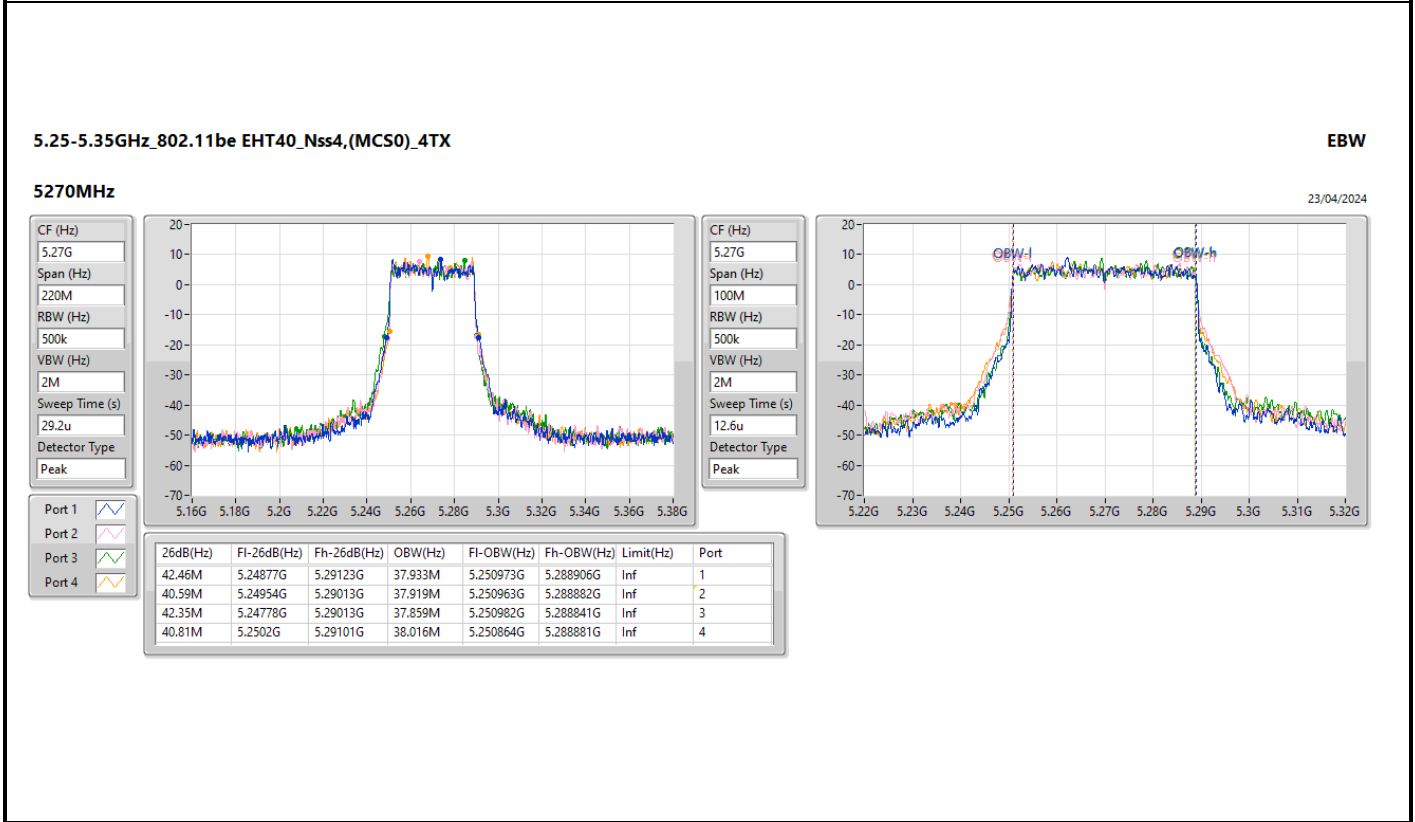 5.25-5.35GHz_802.11be EHT40_Nss4,(MCS0)_4TX
EBW
5270MHz
23/04/2024
CF (Hz)
5.27G
Span (Hz)
220M
RBW (Hz)
500k
VBW (Hz)
2M
Sweep Time (s)
29.2u
Detector Type
Peak
20
10
0
-10
-20
-30
-40
-50
-60
-70
5.16G 5.18G 5.2G 5.22G 5.24G 5.26G 5.28G 5.3G 5.32G 5.34G 5.36G 5.38G
CF (Hz)
5.27G
Span (Hz)
100M
RBW (Hz)
500k
VBW (Hz)
2M
Sweep Time (s)
12.6u
Detector Type
Peak
20
10
0
-10
-20
-30
-40
-50
-60
-70
OBW-l OBW-h
5.22G 5.23G 5.24G 5.25G 5.26G 5.27G 5.28G 5.29G 5.3G 5.31G 5.32G
Port 1
Port 2
Port 3
Port 4
26dB(Hz) Fl-26dB(Hz) Fh-26dB(Hz) OBW(Hz) Fl-OBW(Hz) Fh-OBW(Hz) Limit(Hz) Port
42.46M 5.24877G 5.29123G 37.933M 5.250973G 5.288906G Inf 1
40.59M 5.24954G 5.29013G 37.919M 5.250963G 5.288882G Inf 2
42.35M 5.24778G 5.29013G 37.859M 5.250982G 5.288841G Inf 3
40.81M 5.2502G 5.29101G 38.016M 5.250864G 5.288881G Inf 4